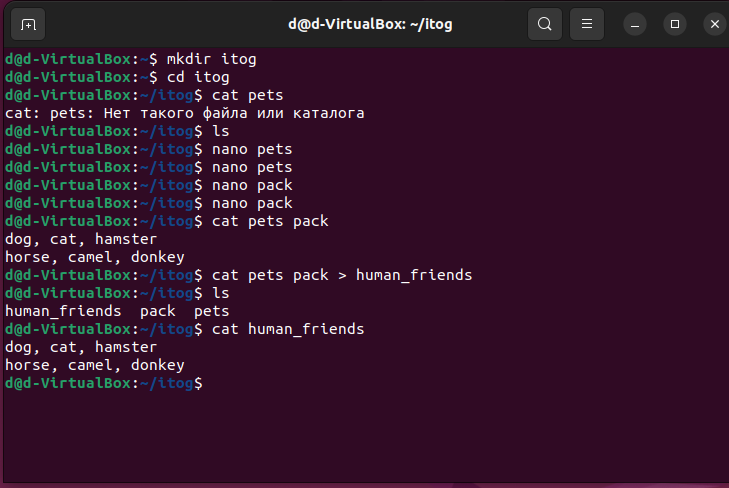 d@d-VirtualBox: ~/itog
d@d-VirtualBox:~$ mkdir itog
d@d-VirtualBox:~$ cd itog
d@d-VirtualBox:~/itog$ cat pets
cat: pets: Нет такого файла или каталога
d@d-VirtualBox:~/itog$ ls
d@d-VirtualBox:~/itog$ nano pets
d@d-VirtualBox:~/itog$ nano pets
d@d-VirtualBox:~/itog$ nano pack
d@d-VirtualBox:~/itog$ nano pack
d@d-VirtualBox:~/itog$ cat pets pack
dog, cat, hamster
horse, camel, donkey
d@d-VirtualBox:~/itog$ cat pets pack > human_friends
d@d-VirtualBox:~/itog$ ls
human_friends  pack  pets
d@d-VirtualBox:~/itog$ cat human_friends
dog, cat, hamster
horse, camel, donkey
d@d-VirtualBox:~/itog$